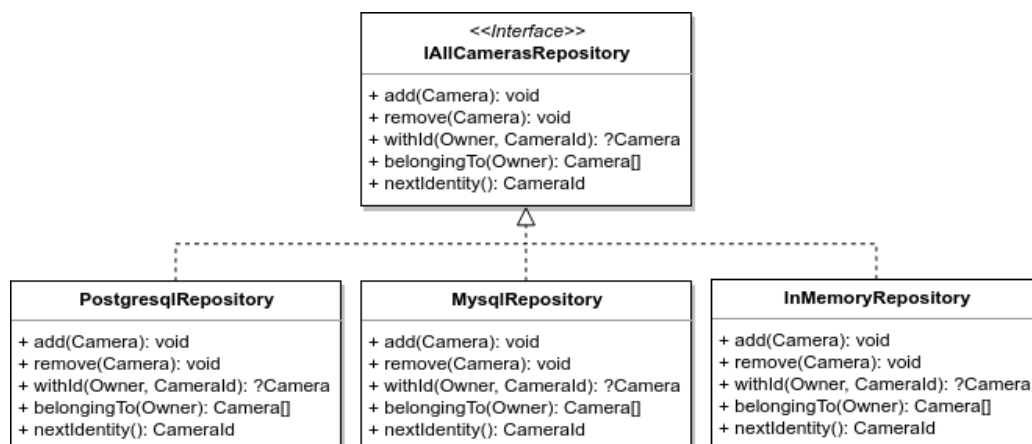 <<Interface>>
IAllCamerasRepository
+ add(Camera): void
+ remove(Camera): void
+ withId(Owner, CameraId): ?Camera
+ belongingTo(Owner): Camera[]
+ nextIdentity(): CameraId
PostgresqlRepository
+ add(Camera): void
+ remove(Camera): void
+ withId(Owner, CameraId): ?Camera
+ belongingTo(Owner): Camera[]
+ nextIdentity(): CameraId
MysqlRepository
+ add(Camera): void
+ remove(Camera): void
+ withId(Owner, CameraId): ?Camera
+ belongingTo(Owner): Camera[]
+ nextIdentity(): CameraId
InMemoryRepository
+ add(Camera): void
+ remove(Camera): void
+ withId(Owner, CameraId): ?Camera
+ belongingTo(Owner): Camera[]
+ nextIdentity(): CameraId